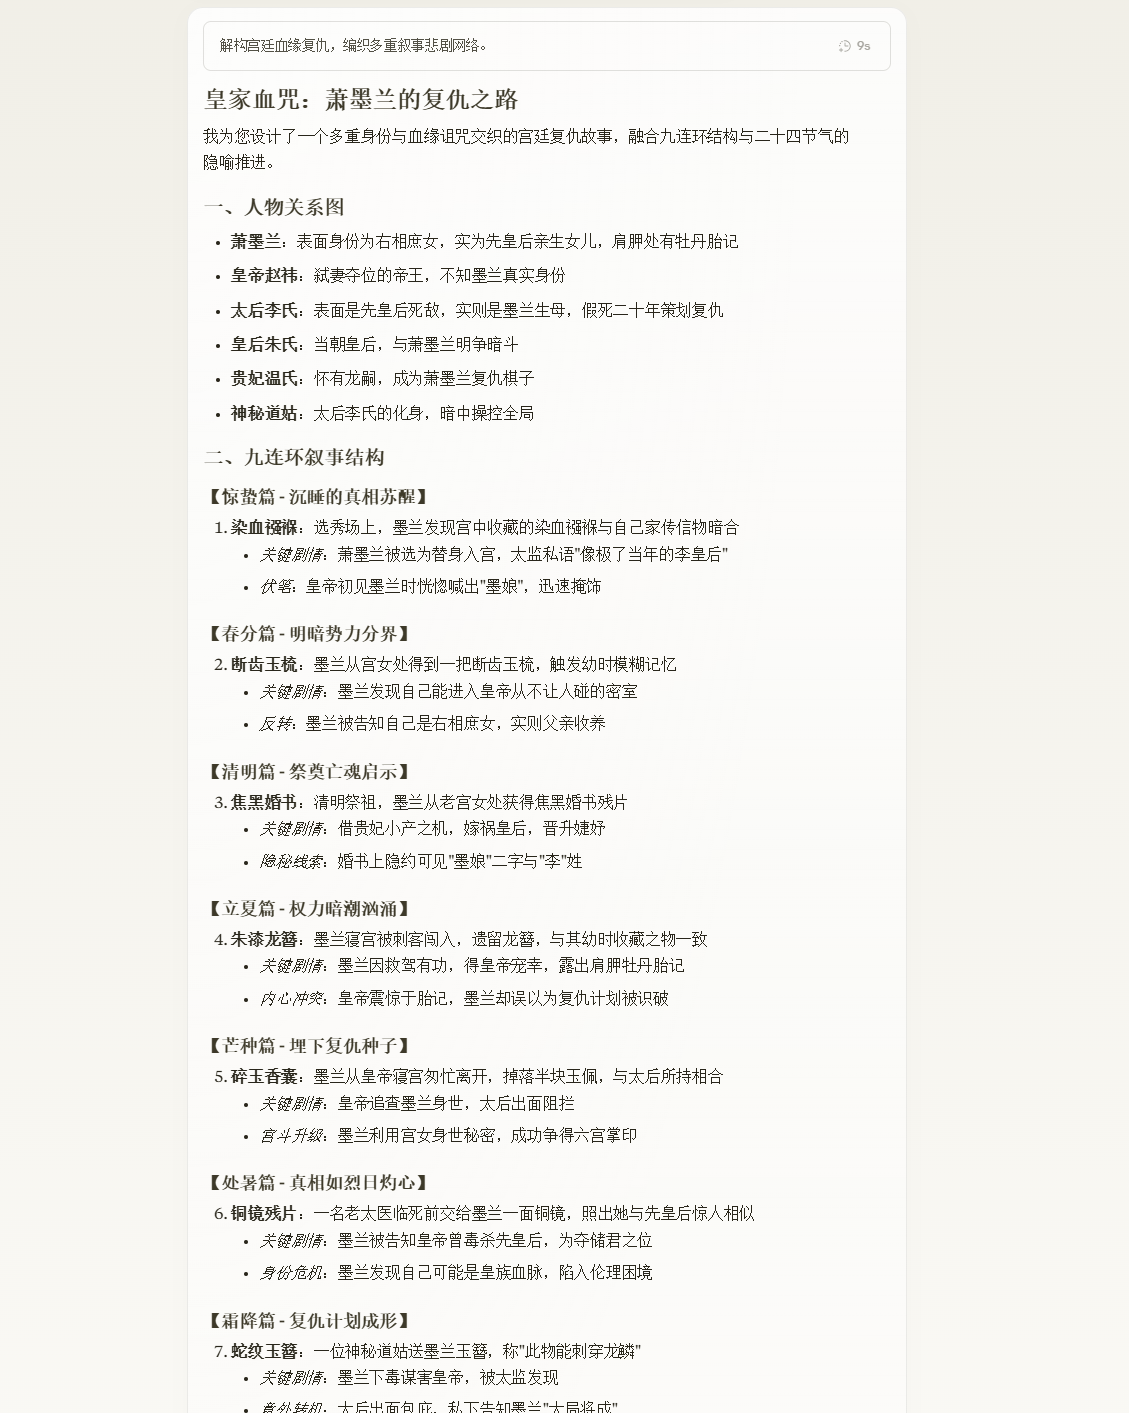 解构宫廷血缘复仇，编织多重叙事悲剧网络。
9s
皇家血咒：萧墨兰的复仇之路
我为您设计了一个多重身份与血缘诅咒交织的宫廷复仇故事，融合九连环结构与二十四节气的
隐喻推进。
一、人物关系图
• 萧墨兰：表面身份为右相庶女，实为先皇后亲生女儿，肩胛处有牡丹胎记
• 皇帝赵祎：弑妻夺位的帝王，不知墨兰真实身份
• 太后李氏：表面是先皇后死敌，实则是墨兰生母，假死二十年策划复仇
• 皇后朱氏：当朝皇后，与萧墨兰明争暗斗
• 贵妃温氏：怀有龙嗣，成为萧墨兰复仇棋子
• 神秘道姑：太后李氏的化身，暗中操控全局
二、九连环叙事结构
【惊蛰篇 - 沉睡的真相苏醒】
1. 染血襁褓：选秀场上，墨兰发现宫中收藏的染血襁褓与自己家传信物暗合
• 关键剧情：萧墨兰被选为替身入宫，太监私语"像极了当年的李皇后"
• 伏笔：皇帝初见墨兰时恍惚喊出"墨娘"，迅速掩饰
【春分篇 - 明暗势力分界】
2. 断齿玉梳：墨兰从宫女处得到一把断齿玉梳，触发幼时模糊记忆
• 关键剧情：墨兰发现自己能进入皇帝从不让人碰的密室
• 反转：墨兰被告知自己是右相庶女，实则父亲收养
【清明篇 - 祭奠亡魂启示】
3. 焦黑婚书：清明祭祖，墨兰从老宫女处获得焦黑婚书残片
• 关键剧情：借贵妃小产之机，嫁祸皇后，晋升婕妤
• 隐秘线索：婚书上隐约可见"墨娘"二字与"李"姓
【立夏篇 - 权力暗潮汹涌】
4. 朱漆龙簪：墨兰寝宫被刺客闯入，遗留龙簪，与其幼时收藏之物一致
• 关键剧情：墨兰因救驾有功，得皇帝宠幸，露出肩胛牡丹胎记
• 内心冲突：皇帝震惊于胎记，墨兰却误以为复仇计划被识破
【芒种篇 - 埋下复仇种子】
5. 碎玉香囊：墨兰从皇帝寝宫匆忙离开，掉落半块玉佩，与太后所持相合
• 关键剧情：皇帝追查墨兰身世，太后出面阻拦
• 宫斗升级：墨兰利用宫女身世秘密，成功争得六宫掌印
【处暑篇 - 真相如烈日灼心】
6. 铜镜残片：一名老太医临死前交给墨兰一面铜镜，照出她与先皇后惊人相似
• 关键剧情：墨兰被告知皇帝曾毒杀先皇后，为夺储君之位
• 身份危机：墨兰发现自己可能是皇族血脉，陷入伦理困境
【霜降篇 - 复仇计划成形】
7. 蛇纹玉簪：一位神秘道姑送墨兰玉簪，称"此物能刺穿龙鳞"
• 关键剧情：墨兰下毒谋害皇帝，被太监发现
• 意外转机：太后出面包庇，私下告知墨兰"大局将成"